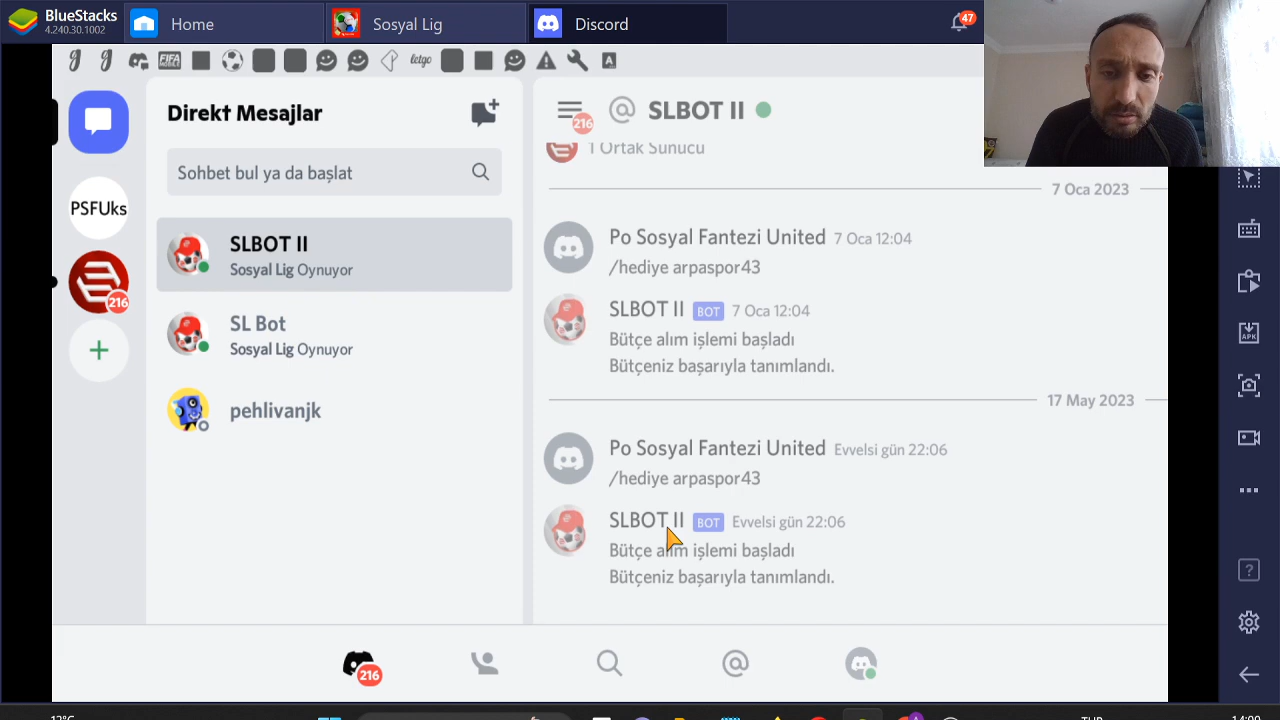 BlueStacks
4.240.30.1002
Home
Sosyal Lig
Discord
47
FIFA MOBILE
letgo
A
Direkt Mesajlar
Sohbet bul ya da başlat
PSFUks
216
SLBOT II
Sosyal Lig Oynuyor
SL Bot
Sosyal Lig Oynuyor
pehlivanjk
216
SLBOT II
1 Ortak Sunucu
7 Oca 2023
Po Sosyal Fantezi United 7 Oca 12:04
/hediye arpaspor43
SLBOT II BOT 7 Oca 12:04
Bütçe alım işlemi başladı
Bütçeniz başarıyla tanımlandı.
17 May 2023
Po Sosyal Fantezi United Evvelsi gün 22:06
/hediye arpaspor43
SLBOT II BOT Evvelsi gün 22:06
Bütçe alım işlemi başladı
Bütçeniz başarıyla tanımlandı.
216
APK